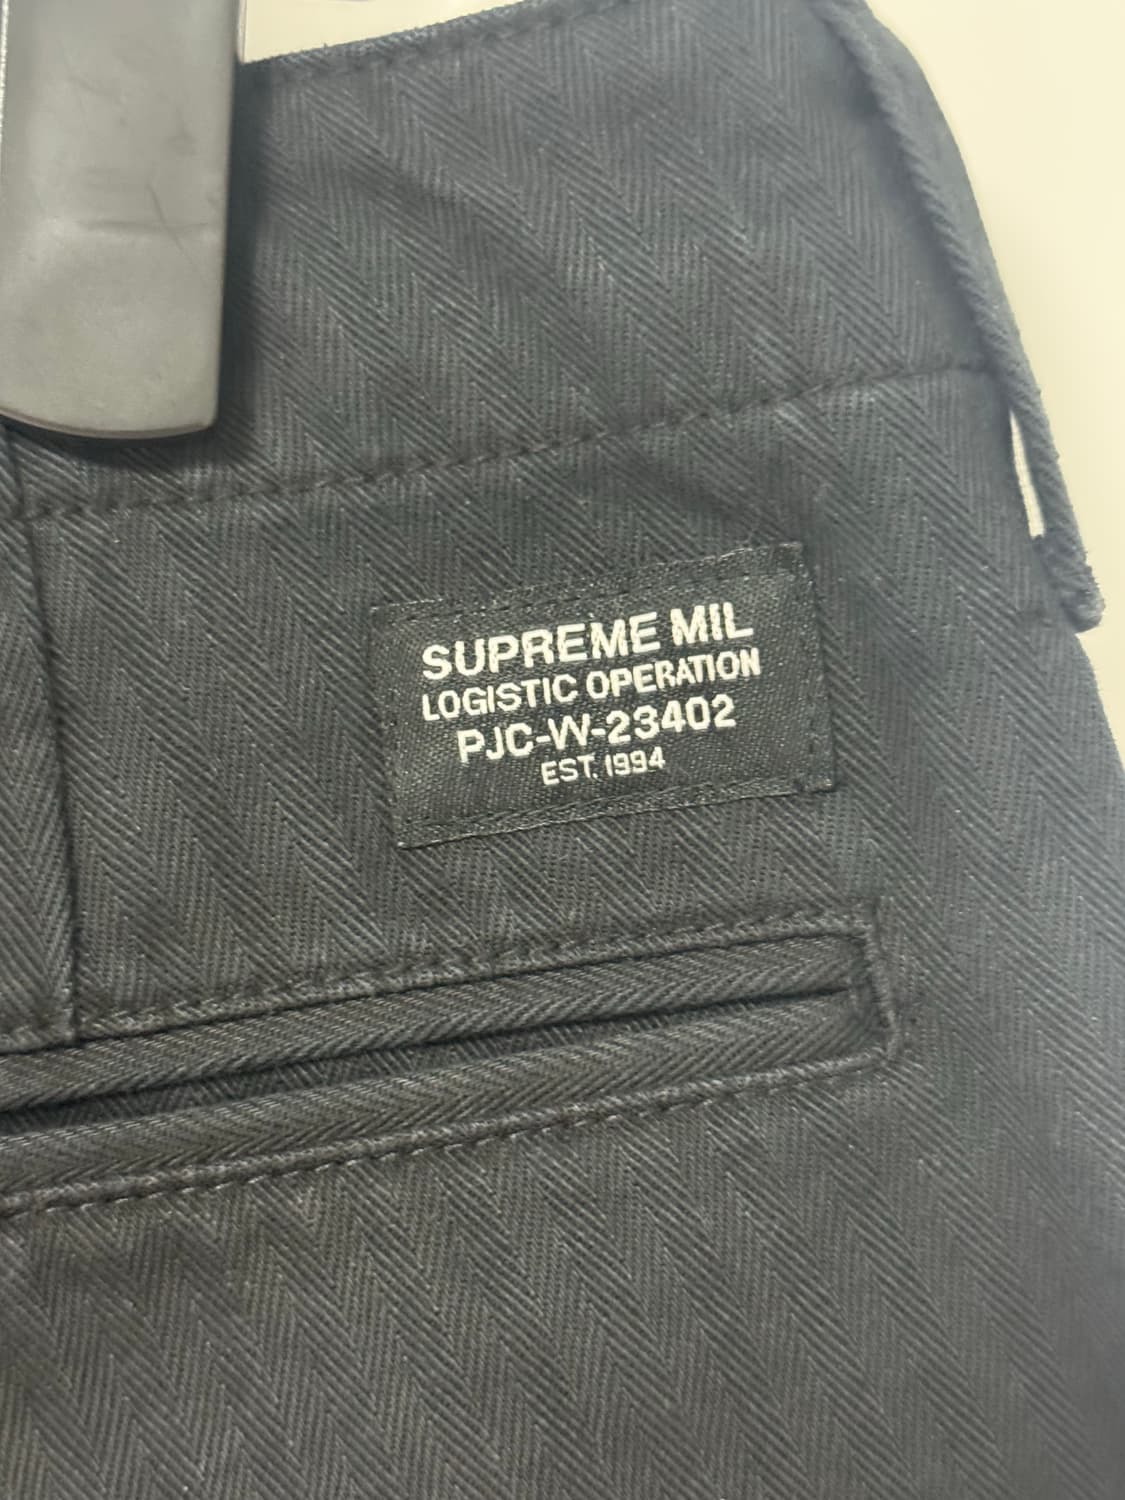 SUPREME MIL
LOGISTIC OPERATION
PJC-W-23402
EST. 1994